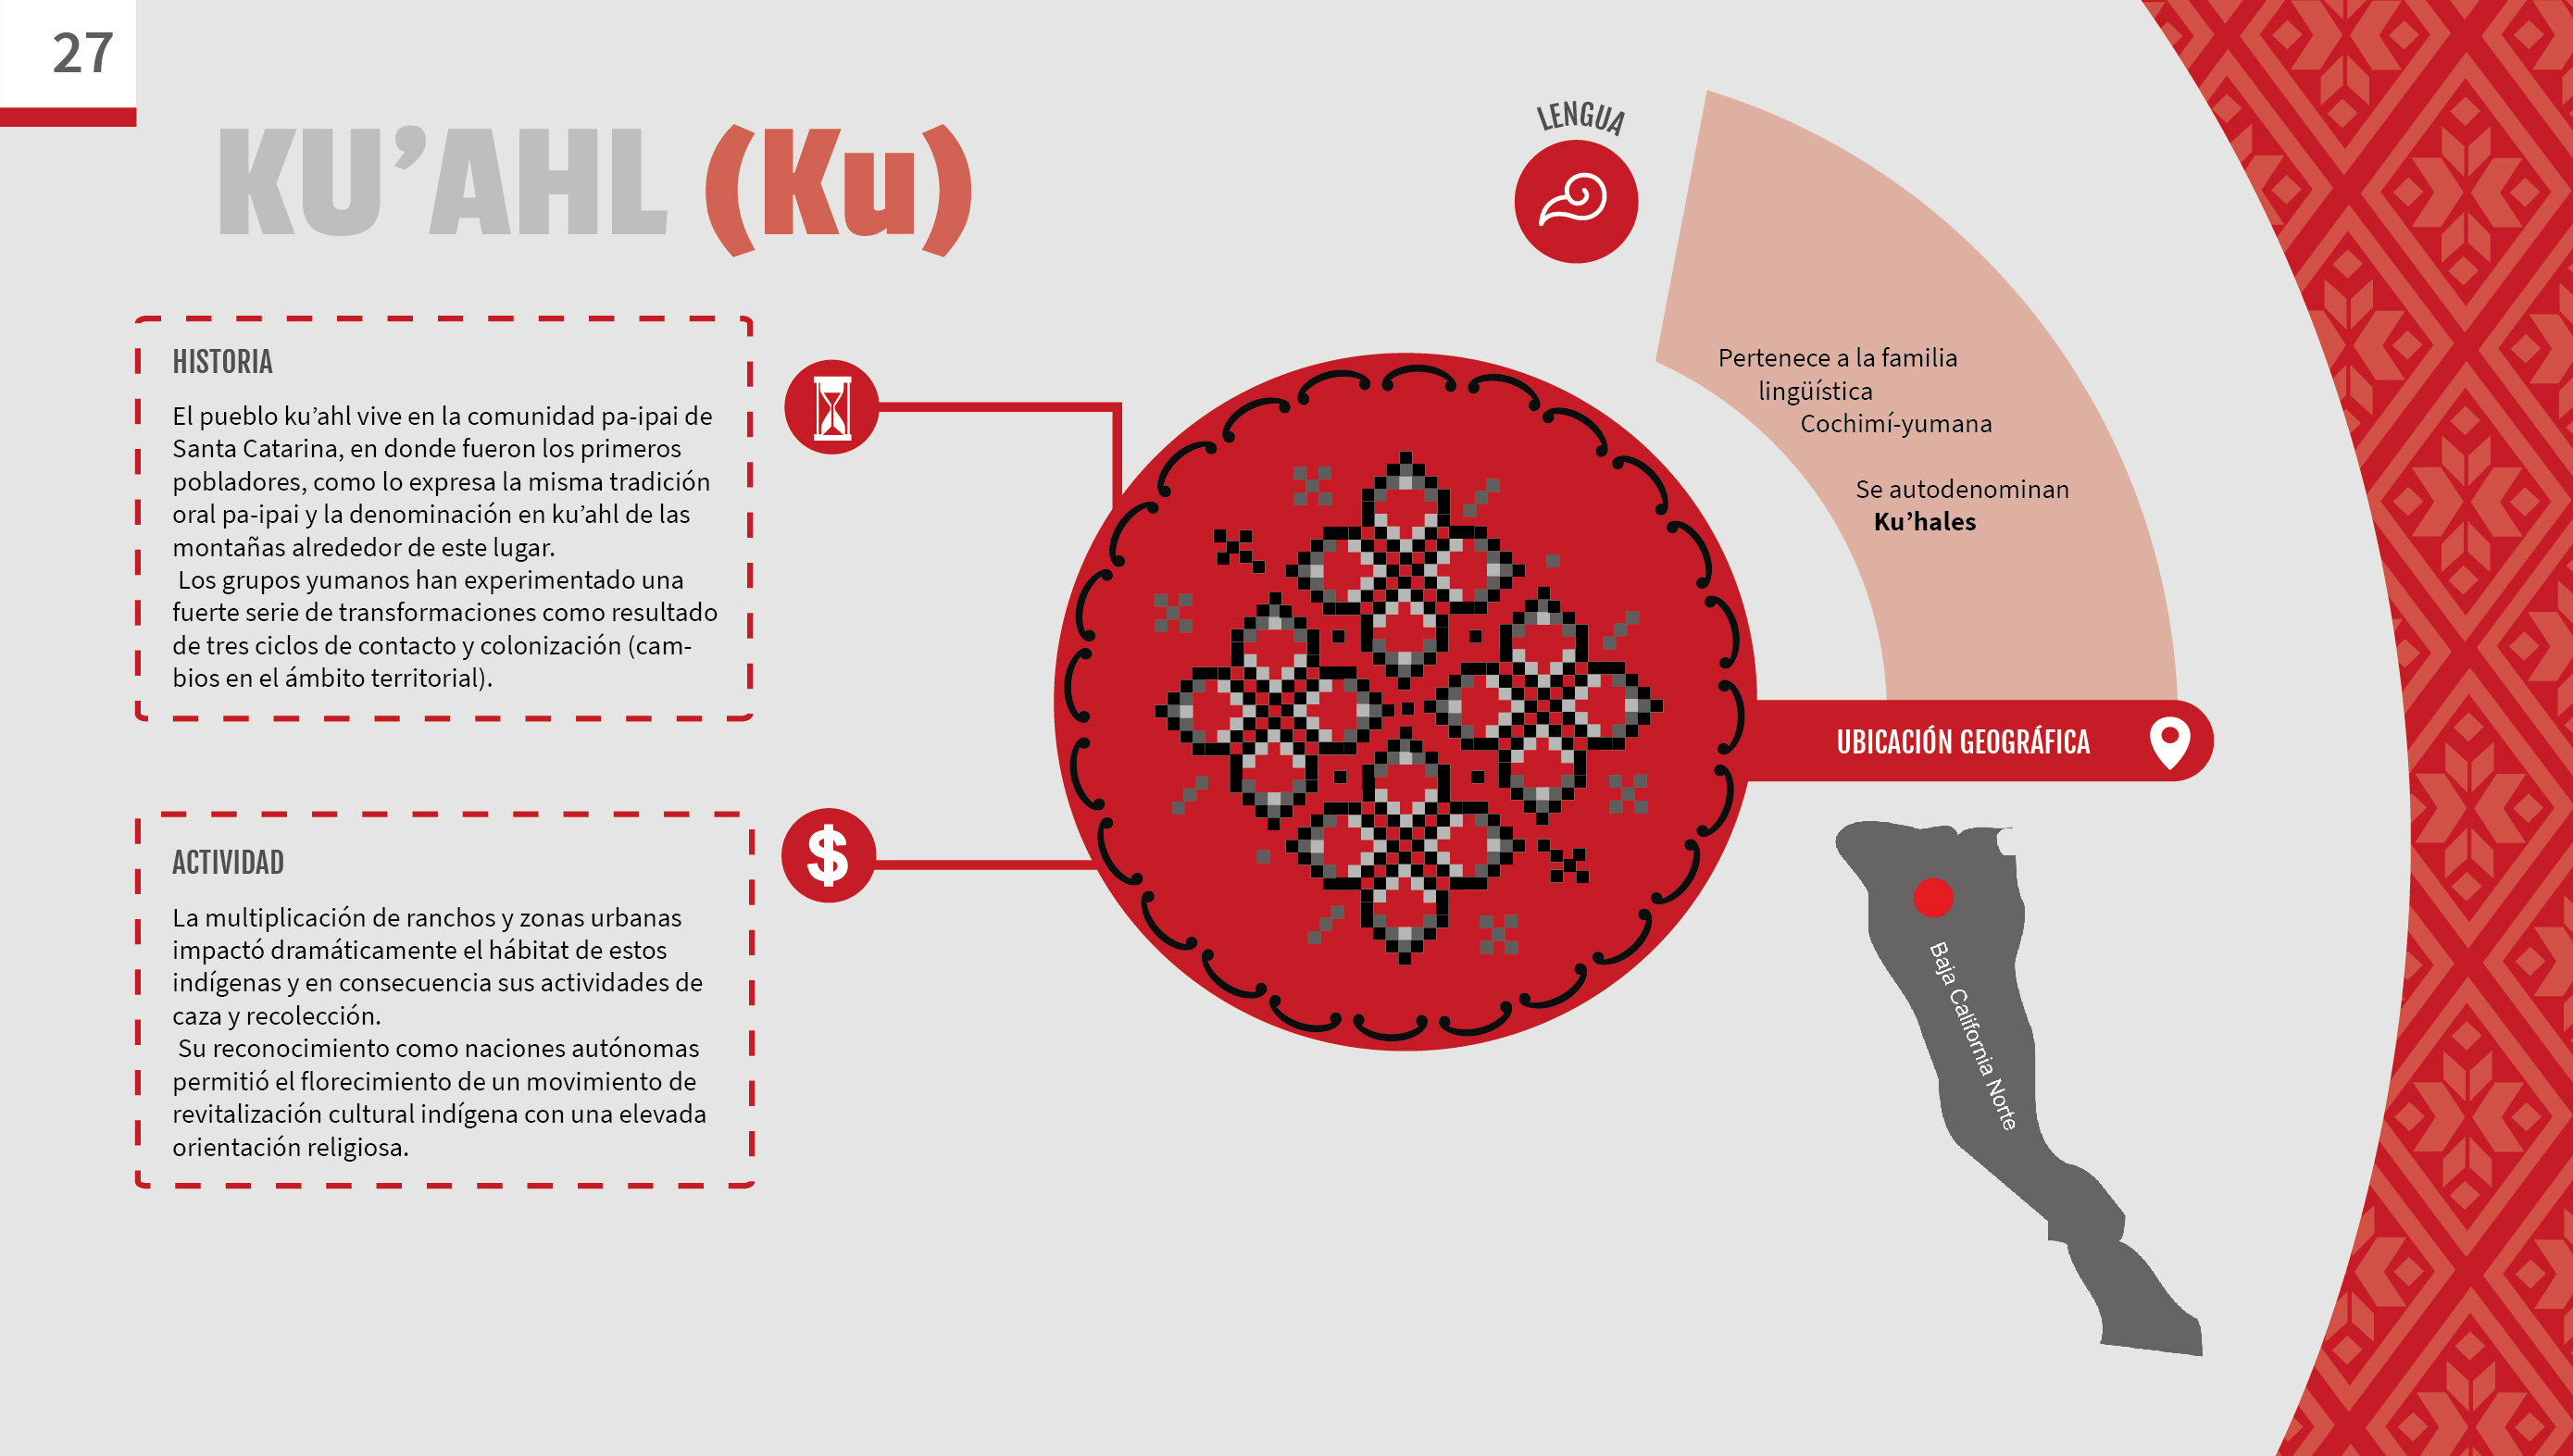 27
KU’AHL (Ku)
HISTORIA
El pueblo ku’ahl vive en la comunidad pa-ipai de
Santa Catarina, en donde fueron los primeros
pobladores, como lo expresa la misma tradición
oral pa-ipai y la denominación en ku’ahl de las
montañas alrededor de este lugar.
Los grupos yumanos han experimentado una
fuerte serie de transformaciones como resultado
de tres ciclos de contacto y colonización (cam-
bios en el ámbito territorial).
ACTIVIDAD
La multiplicación de ranchos y zonas urbanas
impactó dramáticamente el hábitat de estos
indígenas y en consecuencia sus actividades de
caza y recolección.
Su reconocimiento como naciones autónomas
permitió el florecimiento de un movimiento de
revitalización cultural indígena con una elevada
orientación religiosa.
$
LENGUA
Pertenece a la familia
lingüística
Cochimí-yumana
Se autodenominan
Ku’hales
UBICACIÓN GEOGRÁFICA
Baja California Norte